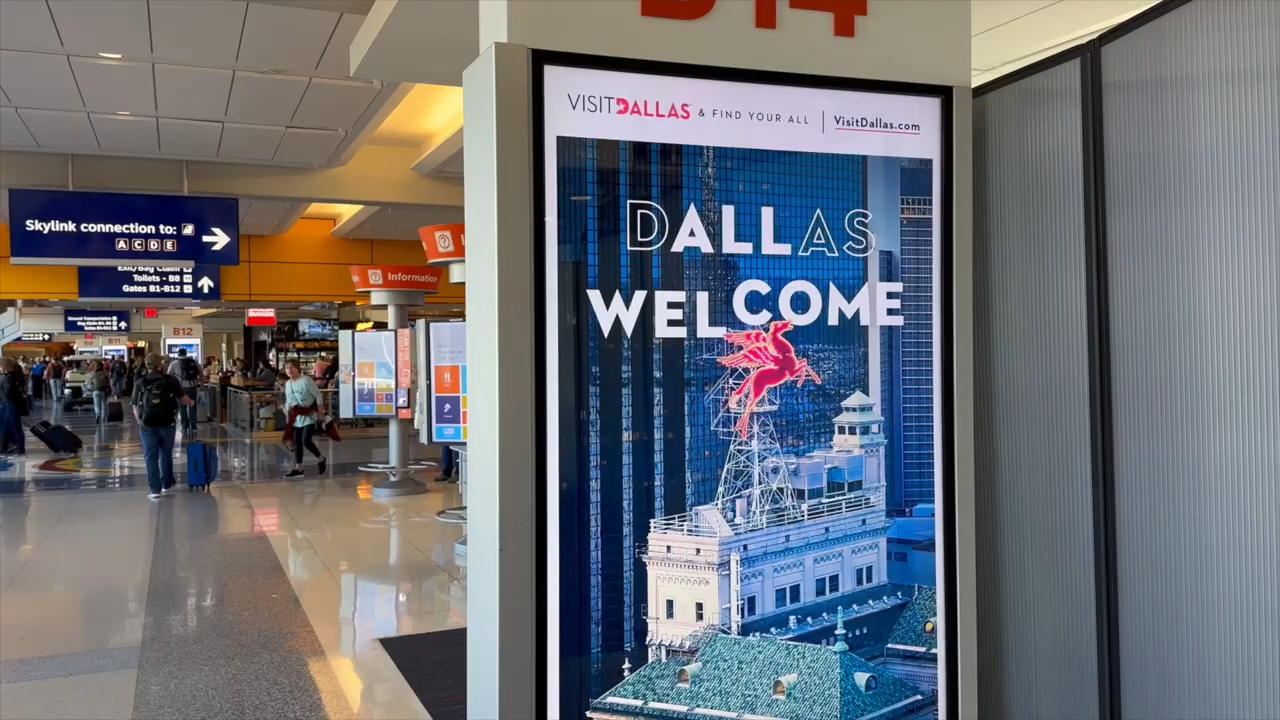 B14
VISITDALLAS & FIND YOUR ALL | VisitDallas.com
DALLAS
WELCOME
Skylink connection to:
A C D E
Exit/Bag Claim
Toilets - B8
Gates B1-B12
Information
B12
B11